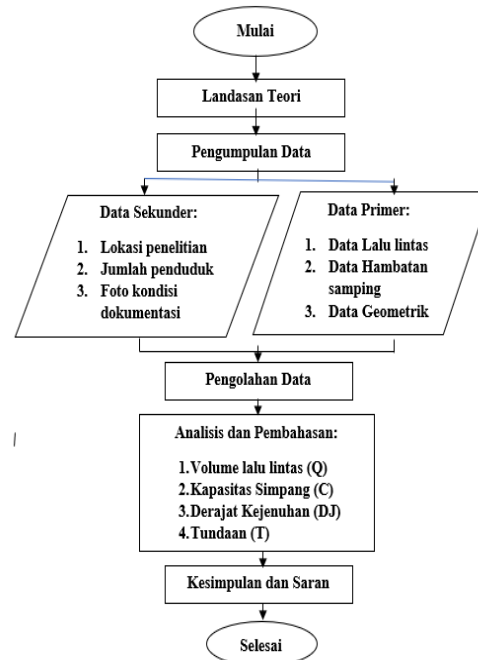 Mulai
Landasan Teori
Pengumpulan Data
Data Sekunder:
1. Lokasi penelitian
2. Jumlah penduduk
3. Foto kondisi
dokumentasi
Data Primer:
1. Data Lalu lintas
2. Data Hambatan
samping
3. Data Geometrik
Pengolahan Data
Analisis dan Pembahasan:
1.Volume lalu lintas (Q)
2.Kapasitas Simpang (C)
3.Derajat Kejenuhan (DJ)
4.Tundaan (T)
Kesimpulan dan Saran
Selesai